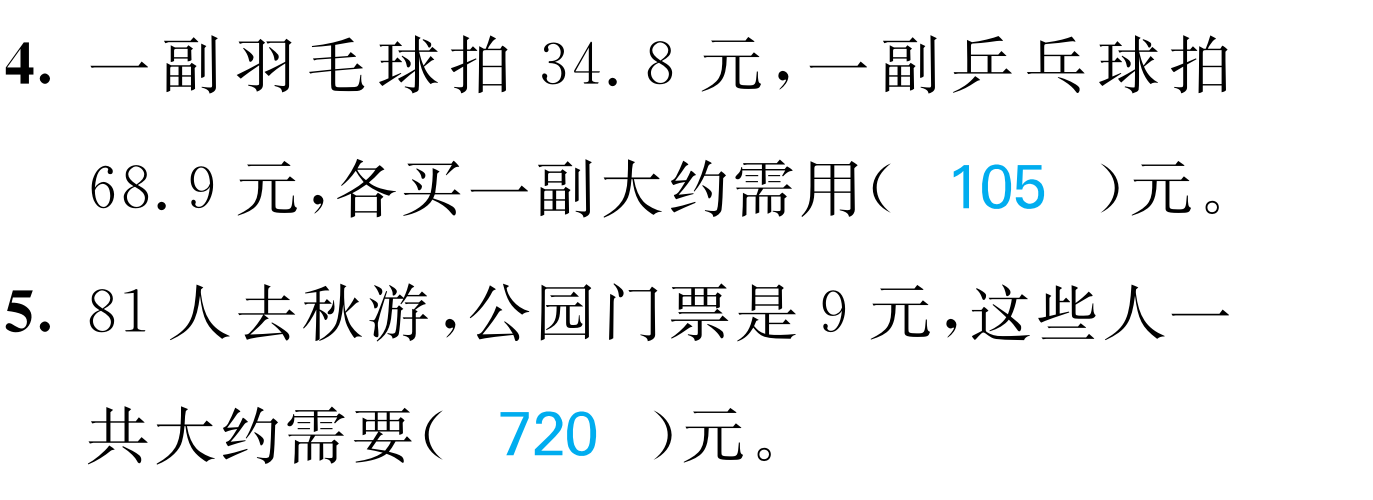 4. 一副羽毛球拍 34.8 元,一副乒乓球拍
68.9 元,各买一副大约需用( 105 )元。
5. 81 人去秋游,公园门票是 9 元,这些人一
共大约需要( 720 )元。